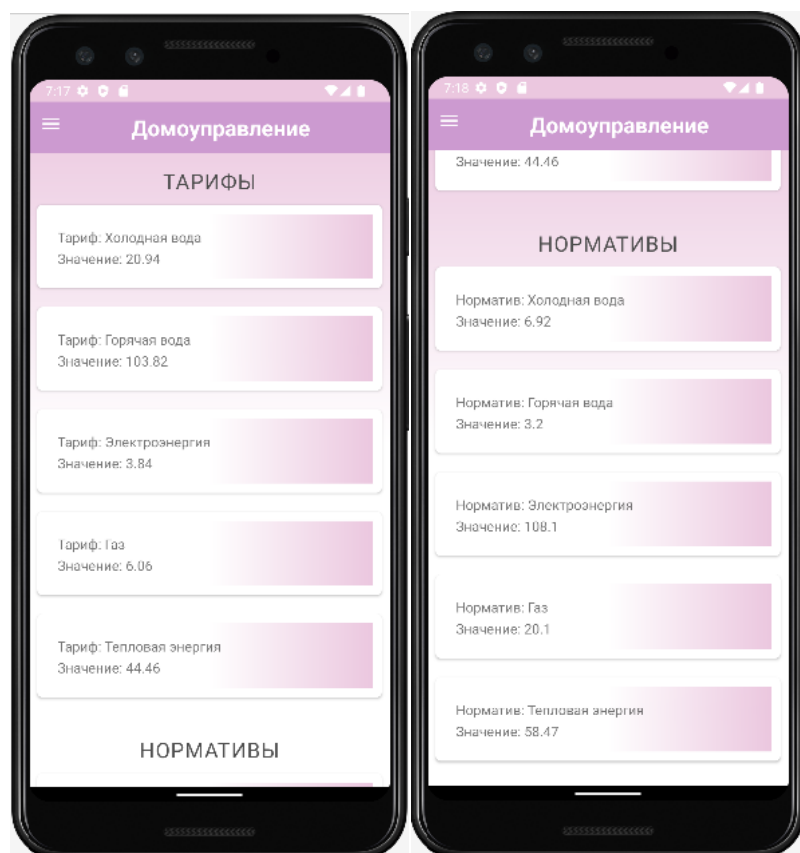 7:17
Домоуправление
ТАРИФЫ
Тариф: Холодная вода
Значение: 20.94
Тариф: Горячая вода
Значение: 103.82
Тариф: Электроэнергия
Значение: 3.84
Тариф: Газ
Значение: 6.06
Тариф: Тепловая энергия
Значение: 44.46
НОРМАТИВЫ
7:18
Домоуправление
Значение: 44.46
НОРМАТИВЫ
Норматив: Холодная вода
Значение: 6.92
Норматив: Горячая вода
Значение: 3.2
Норматив: Электроэнергия
Значение: 108.1
Норматив: Газ
Значение: 20.1
Норматив: Тепловая энергия
Значение: 58.47